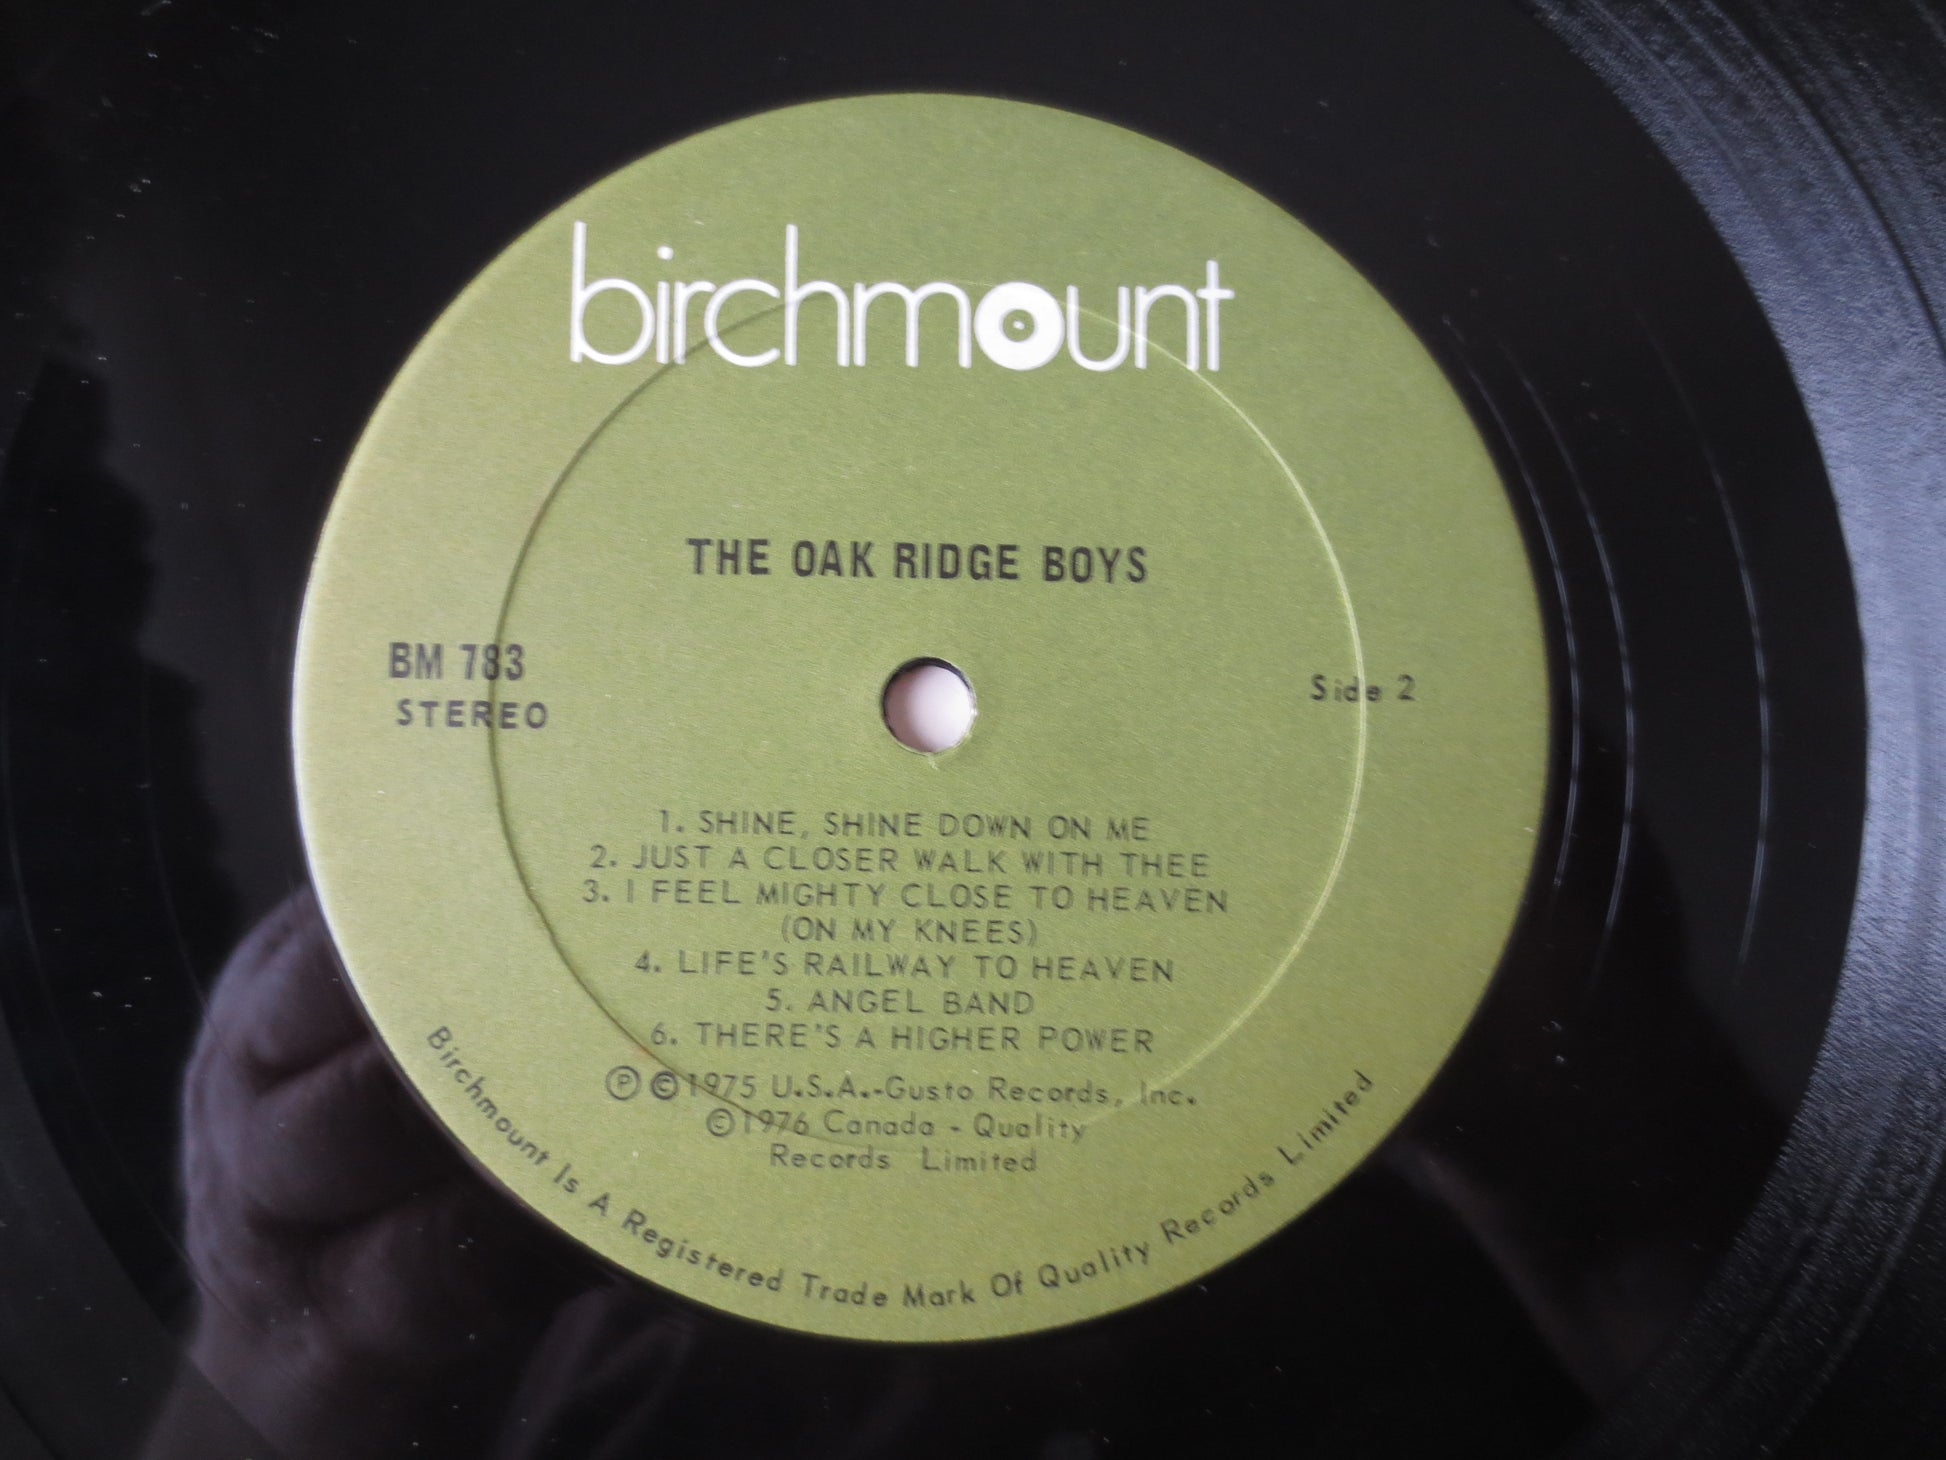 birchmount
THE OAK RIDGE BOYS
BM 783
STEREO
Side 2
1. SHINE, SHINE DOWN ON ME
2. JUST A CLOSER WALK WITH THEE
3. I FEEL MIGHTY CLOSE TO HEAVEN
(ON MY KNEES)
4. LIFE'S RAILWAY TO HEAVEN
5. ANGEL BAND
6. THERE'S A HIGHER POWER
Ⓟ ©1975 U.S.A.-Gusto Records, Inc.
©1976 Canada - Quality
Records Limited
Birchmount Is A Registered Trade Mark Of Quality Records Limited